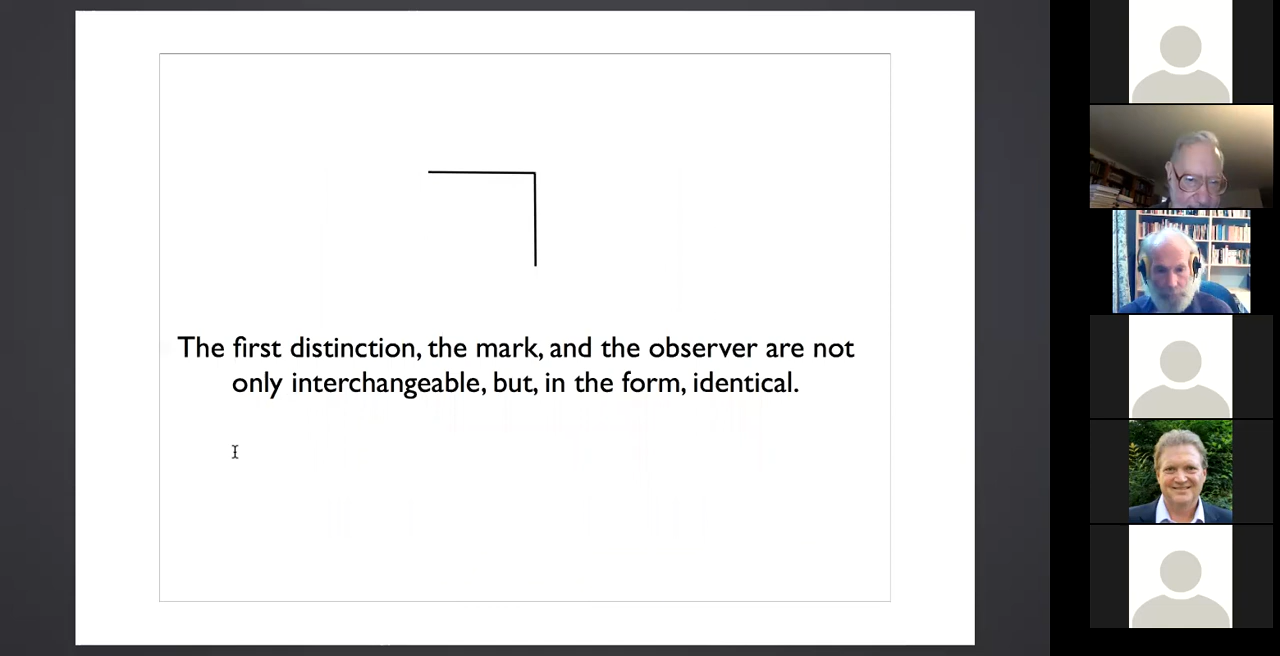 The first distinction, the mark, and the observer are not
only interchangeable, but, in the form, identical.